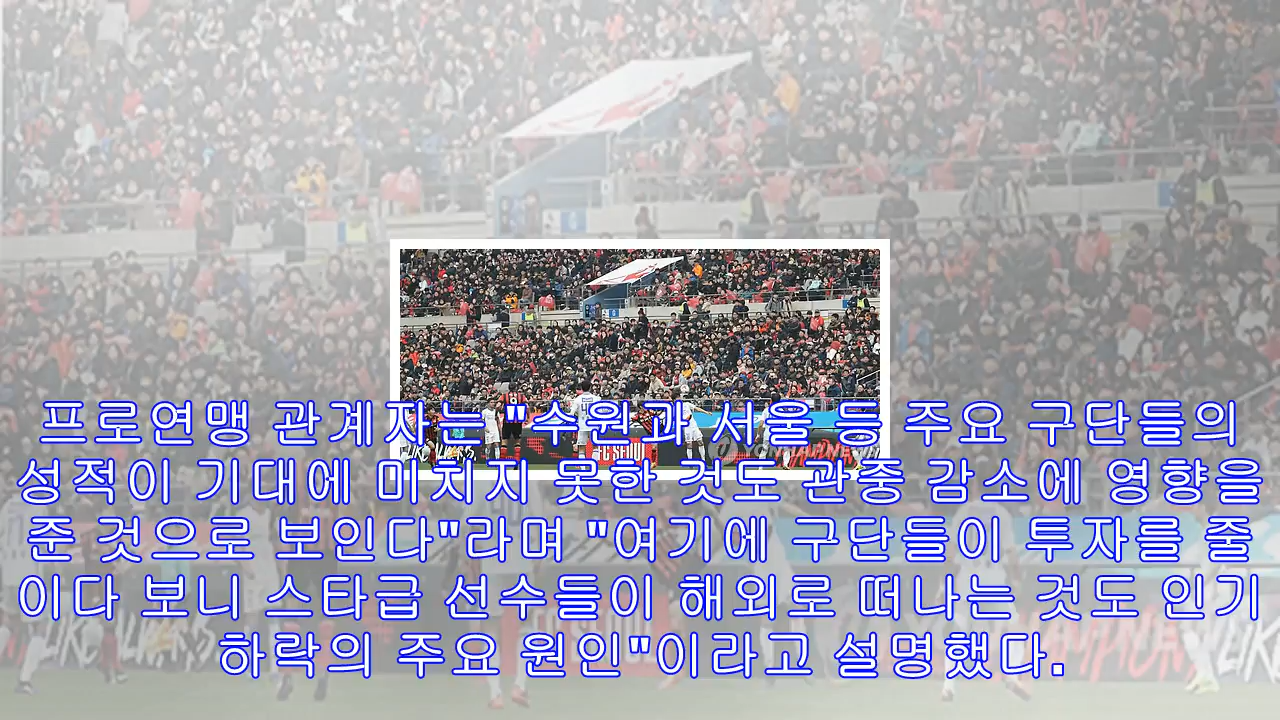 프로연맹 관계자는 "수원과 서울 등 주요 구단들의
성적이 기대에 미치지 못한 것도 관중 감소에 영향을
준 것으로 보인다"라며 "여기에 구단들이 투자를 줄
이다 보니 스타급 선수들이 해외로 떠나는 것도 인기
하락의 주요 원인"이라고 설명했다.
FC SEOUL